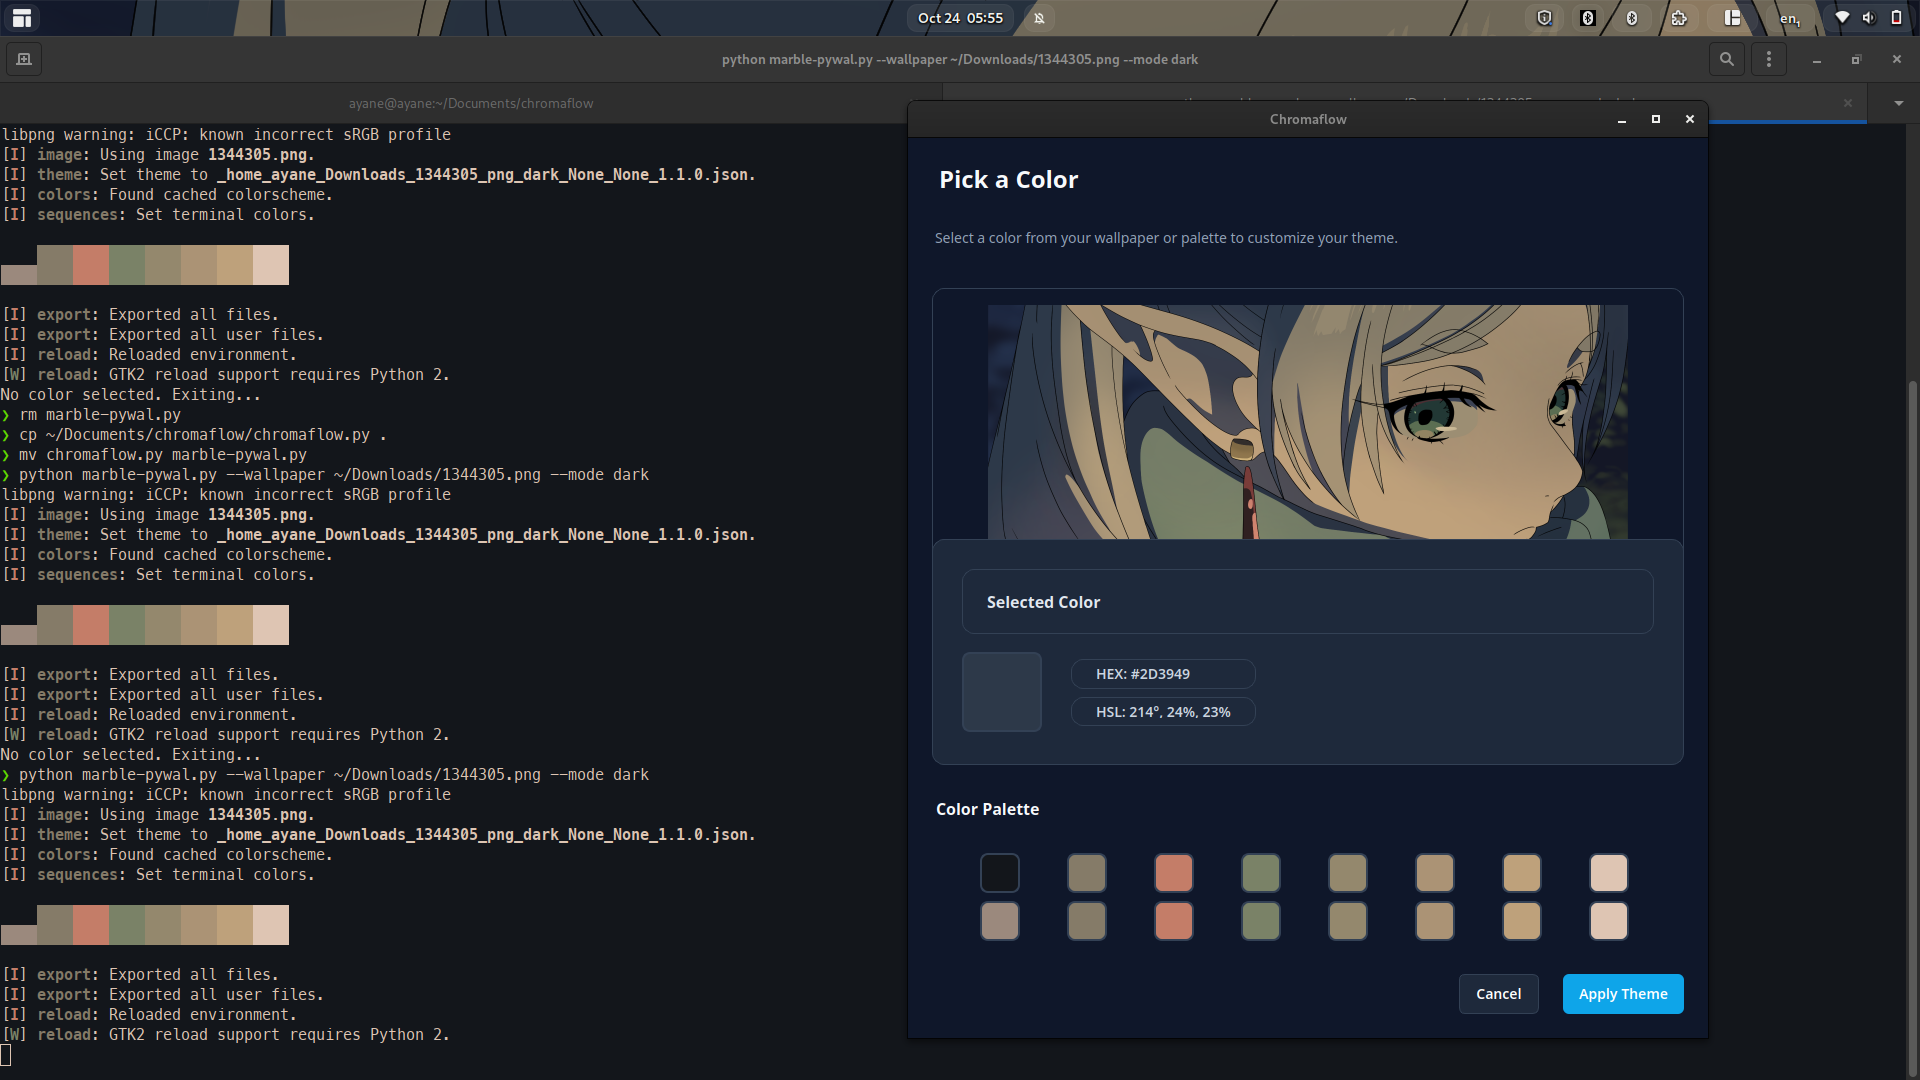 Oct 24 05:55
en₁
python marble-pywal.py --wallpaper ~/Downloads/1344305.png --mode dark
ayane@ayane:~/Documents/chromaflow
libpng warning: iCCP: known incorrect sRGB profile
[I] image: Using image 1344305.png.
[I] theme: Set theme to _home_ayane_Downloads_1344305_png_dark_None_None_1.1.0.json.
[I] colors: Found cached colorscheme.
[I] sequences: Set terminal colors.
[I] export: Exported all files.
[I] export: Exported all user files.
[I] reload: Reloaded environment.
[W] reload: GTK2 reload support requires Python 2.
No color selected. Exiting...
❯ rm marble-pywal.py
❯ cp ~/Documents/chromaflow/chromaflow.py .
❯ mv chromaflow.py marble-pywal.py
❯ python marble-pywal.py --wallpaper ~/Downloads/1344305.png --mode dark
libpng warning: iCCP: known incorrect sRGB profile
[I] image: Using image 1344305.png.
[I] theme: Set theme to _home_ayane_Downloads_1344305_png_dark_None_None_1.1.0.json.
[I] colors: Found cached colorscheme.
[I] sequences: Set terminal colors.
[I] export: Exported all files.
[I] export: Exported all user files.
[I] reload: Reloaded environment.
[W] reload: GTK2 reload support requires Python 2.
No color selected. Exiting...
❯ python marble-pywal.py --wallpaper ~/Downloads/1344305.png --mode dark
libpng warning: iCCP: known incorrect sRGB profile
[I] image: Using image 1344305.png.
[I] theme: Set theme to _home_ayane_Downloads_1344305_png_dark_None_None_1.1.0.json.
[I] colors: Found cached colorscheme.
[I] sequences: Set terminal colors.
[I] export: Exported all files.
[I] export: Exported all user files.
[I] reload: Reloaded environment.
[W] reload: GTK2 reload support requires Python 2.
Chromaflow
Pick a Color
Select a color from your wallpaper or palette to customize your theme.
Selected Color
HEX: #2D3949
HSL: 214°, 24%, 23%
Color Palette
Cancel
Apply Theme